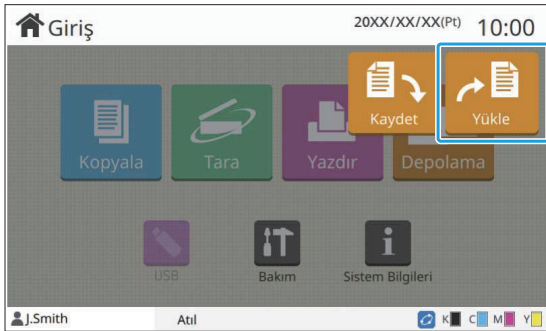 Giriş
20XX/XX/XX(Pt) 10:00
Kaydet Yükle
Kopyala Tara Yazdır Depolama
USB Bakım Sistem Bilgileri
J.Smith Atıl K C M Y